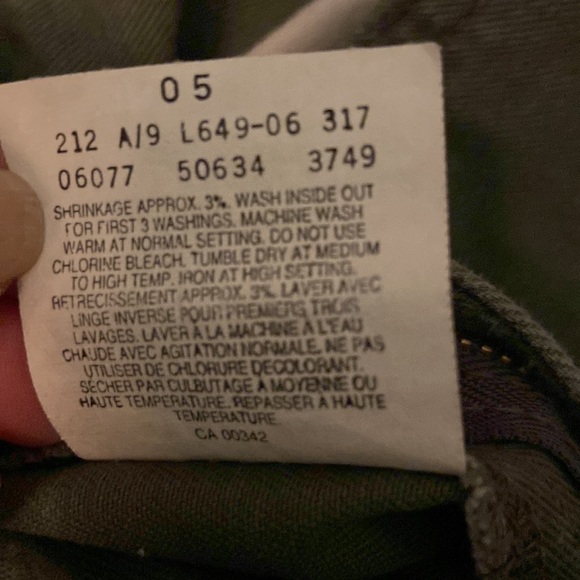 05
212 A/9 L649-06 317
06077 50634 3749
SHRINKAGE APPROX. 3%. WASH INSIDE OUT
FOR FIRST 3 WASHINGS. MACHINE WASH
WARM AT NORMAL SETTING. DO NOT USE
CHLORINE BLEACH. TUMBLE DRY AT MEDIUM
TO HIGH TEMP. IRON AT HIGH SETTING.
RETRECISSEMENT APPROX. 3%. LAVER AVEC
LINGE INVERSE POUR PREMIERS TROIS
LAVAGES. LAVER A LA MACHINE A L'EAU
CHAUDE AVEC AGITATION NORMALE. NE PAS
UTILISER DE CHLORURE DECOLORANT.
SECHER PAR CULBUTAGE A MOYENNE OU
HAUTE TEMPERATURE. REPASSER A HAUTE
TEMPERATURE.
CA 00342